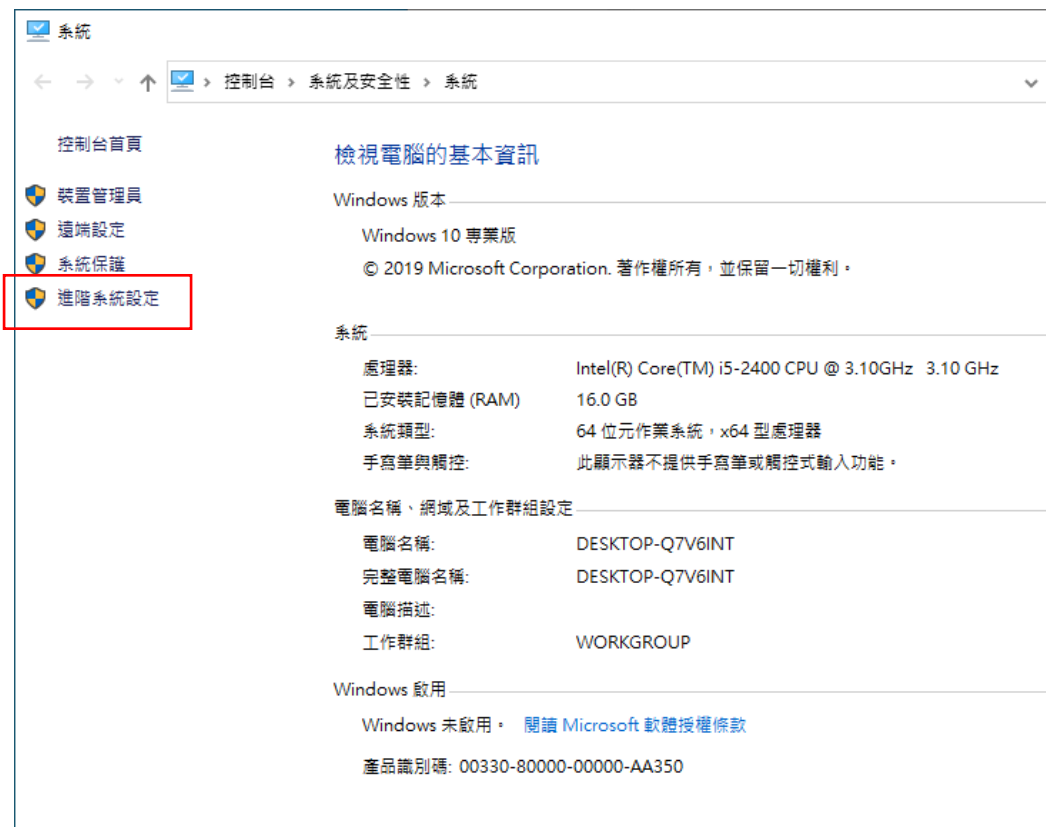 系統
控制台 › 系統及安全性 › 系統
控制台首頁
裝置管理員
遠端設定
系統保護
進階系統設定
檢視電腦的基本資訊
Windows 版本
Windows 10 專業版
© 2019 Microsoft Corporation. 著作權所有，並保留一切權利。
系統
處理器: Intel(R) Core(TM) i5-2400 CPU @ 3.10GHz 3.10 GHz
已安裝記憶體 (RAM) 16.0 GB
系統類型: 64 位元作業系統，x64 型處理器
手寫筆與觸控: 此顯示器不提供手寫筆或觸控式輸入功能。
電腦名稱、網域及工作群組設定
電腦名稱: DESKTOP-Q7V6INT
完整電腦名稱: DESKTOP-Q7V6INT
電腦描述:
工作群組: WORKGROUP
Windows 啟用
Windows 未啟用。 閱讀 Microsoft 軟體授權條款
產品識別碼: 00330-80000-00000-AA350